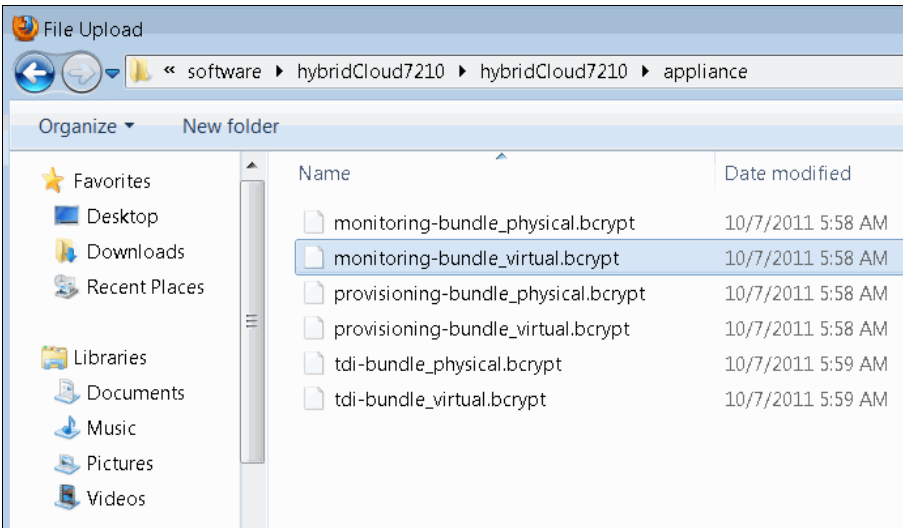 File Upload
« software hybridCloud7210 hybridCloud7210 appliance
Organize New folder
Name Date modified
Favorites
Desktop
Downloads
Recent Places
Libraries
Documents
Music
Pictures
Videos
monitoring-bundle_physical.bcrypt 10/7/2011 5:58 AM
monitoring-bundle_virtual.bcrypt 10/7/2011 5:58 AM
provisioning-bundle_physical.bcrypt 10/7/2011 5:58 AM
provisioning-bundle_virtual.bcrypt 10/7/2011 5:58 AM
tdi-bundle_physical.bcrypt 10/7/2011 5:59 AM
tdi-bundle_virtual.bcrypt 10/7/2011 5:59 AM